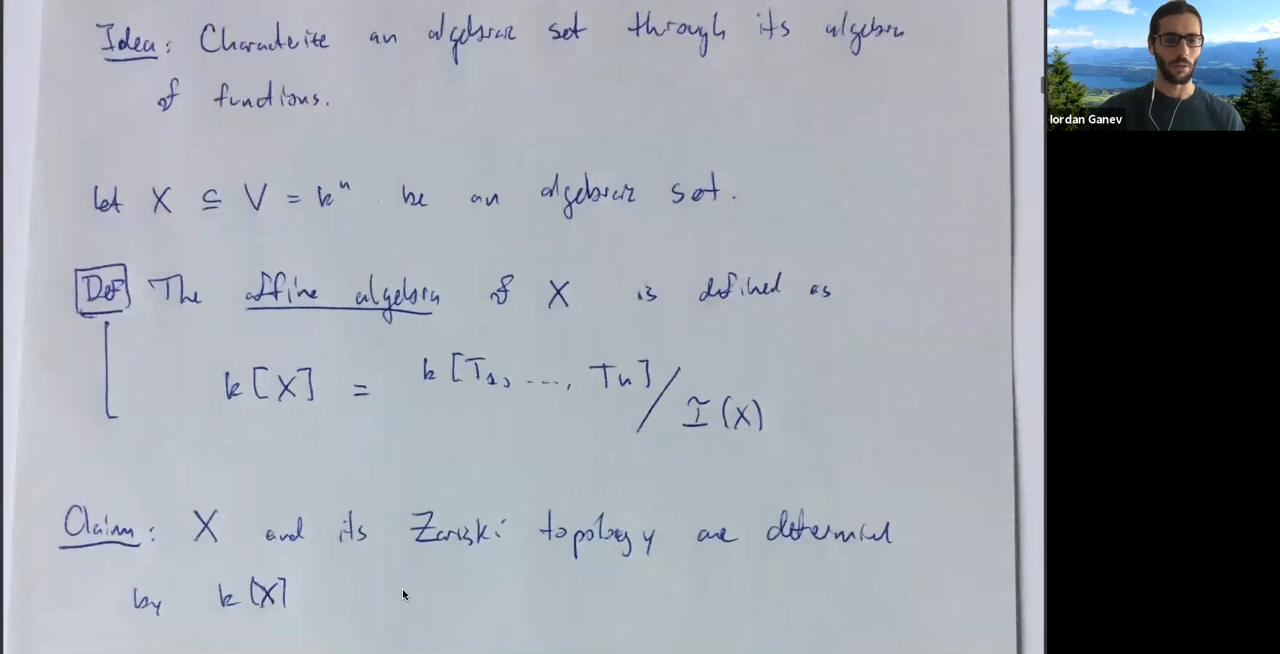 Idea: Characterize an algebraic set through its algebra
of functions.
Let X ⊆ V = kⁿ be an algebraic set.
Def The affine algebra of X is defined as
k[X] = k[T₁, ..., Tₙ] / I(X)
Claim: X and its Zariski topology are determined
by k[X]
Iordan Ganev